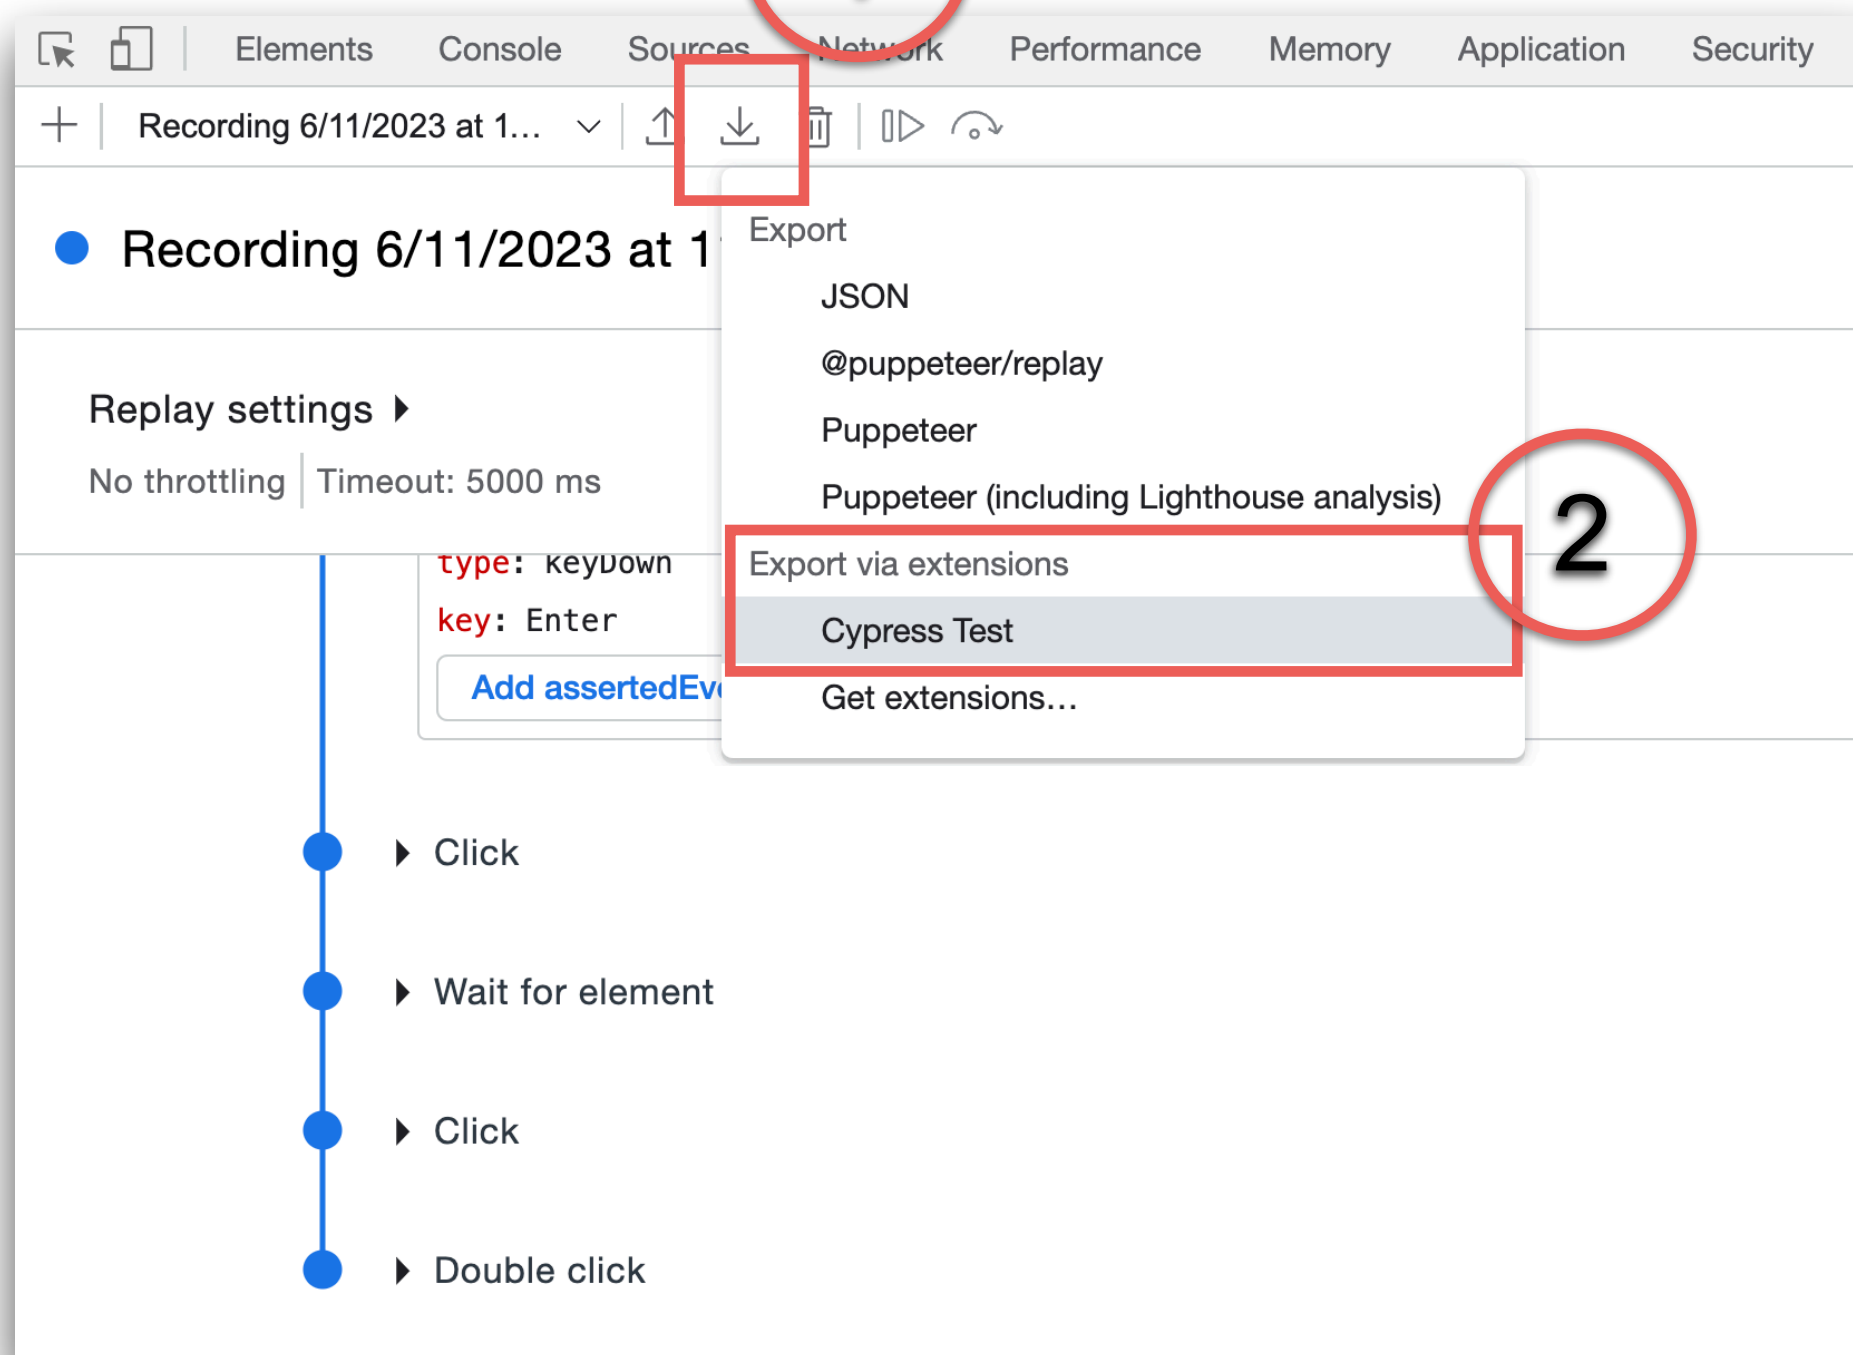 Elements Console Sources Network Performance Memory Application Security
Recording 6/11/2023 at 1...
Recording 6/11/2023 at 1
Export
JSON
@puppeteer/replay
Puppeteer
Puppeteer (including Lighthouse analysis)
Export via extensions
Cypress Test
Get extensions...
2
Replay settings
No throttling Timeout: 5000 ms
type: keyDown
key: Enter
Add assertedEv
Click
Wait for element
Click
Double click